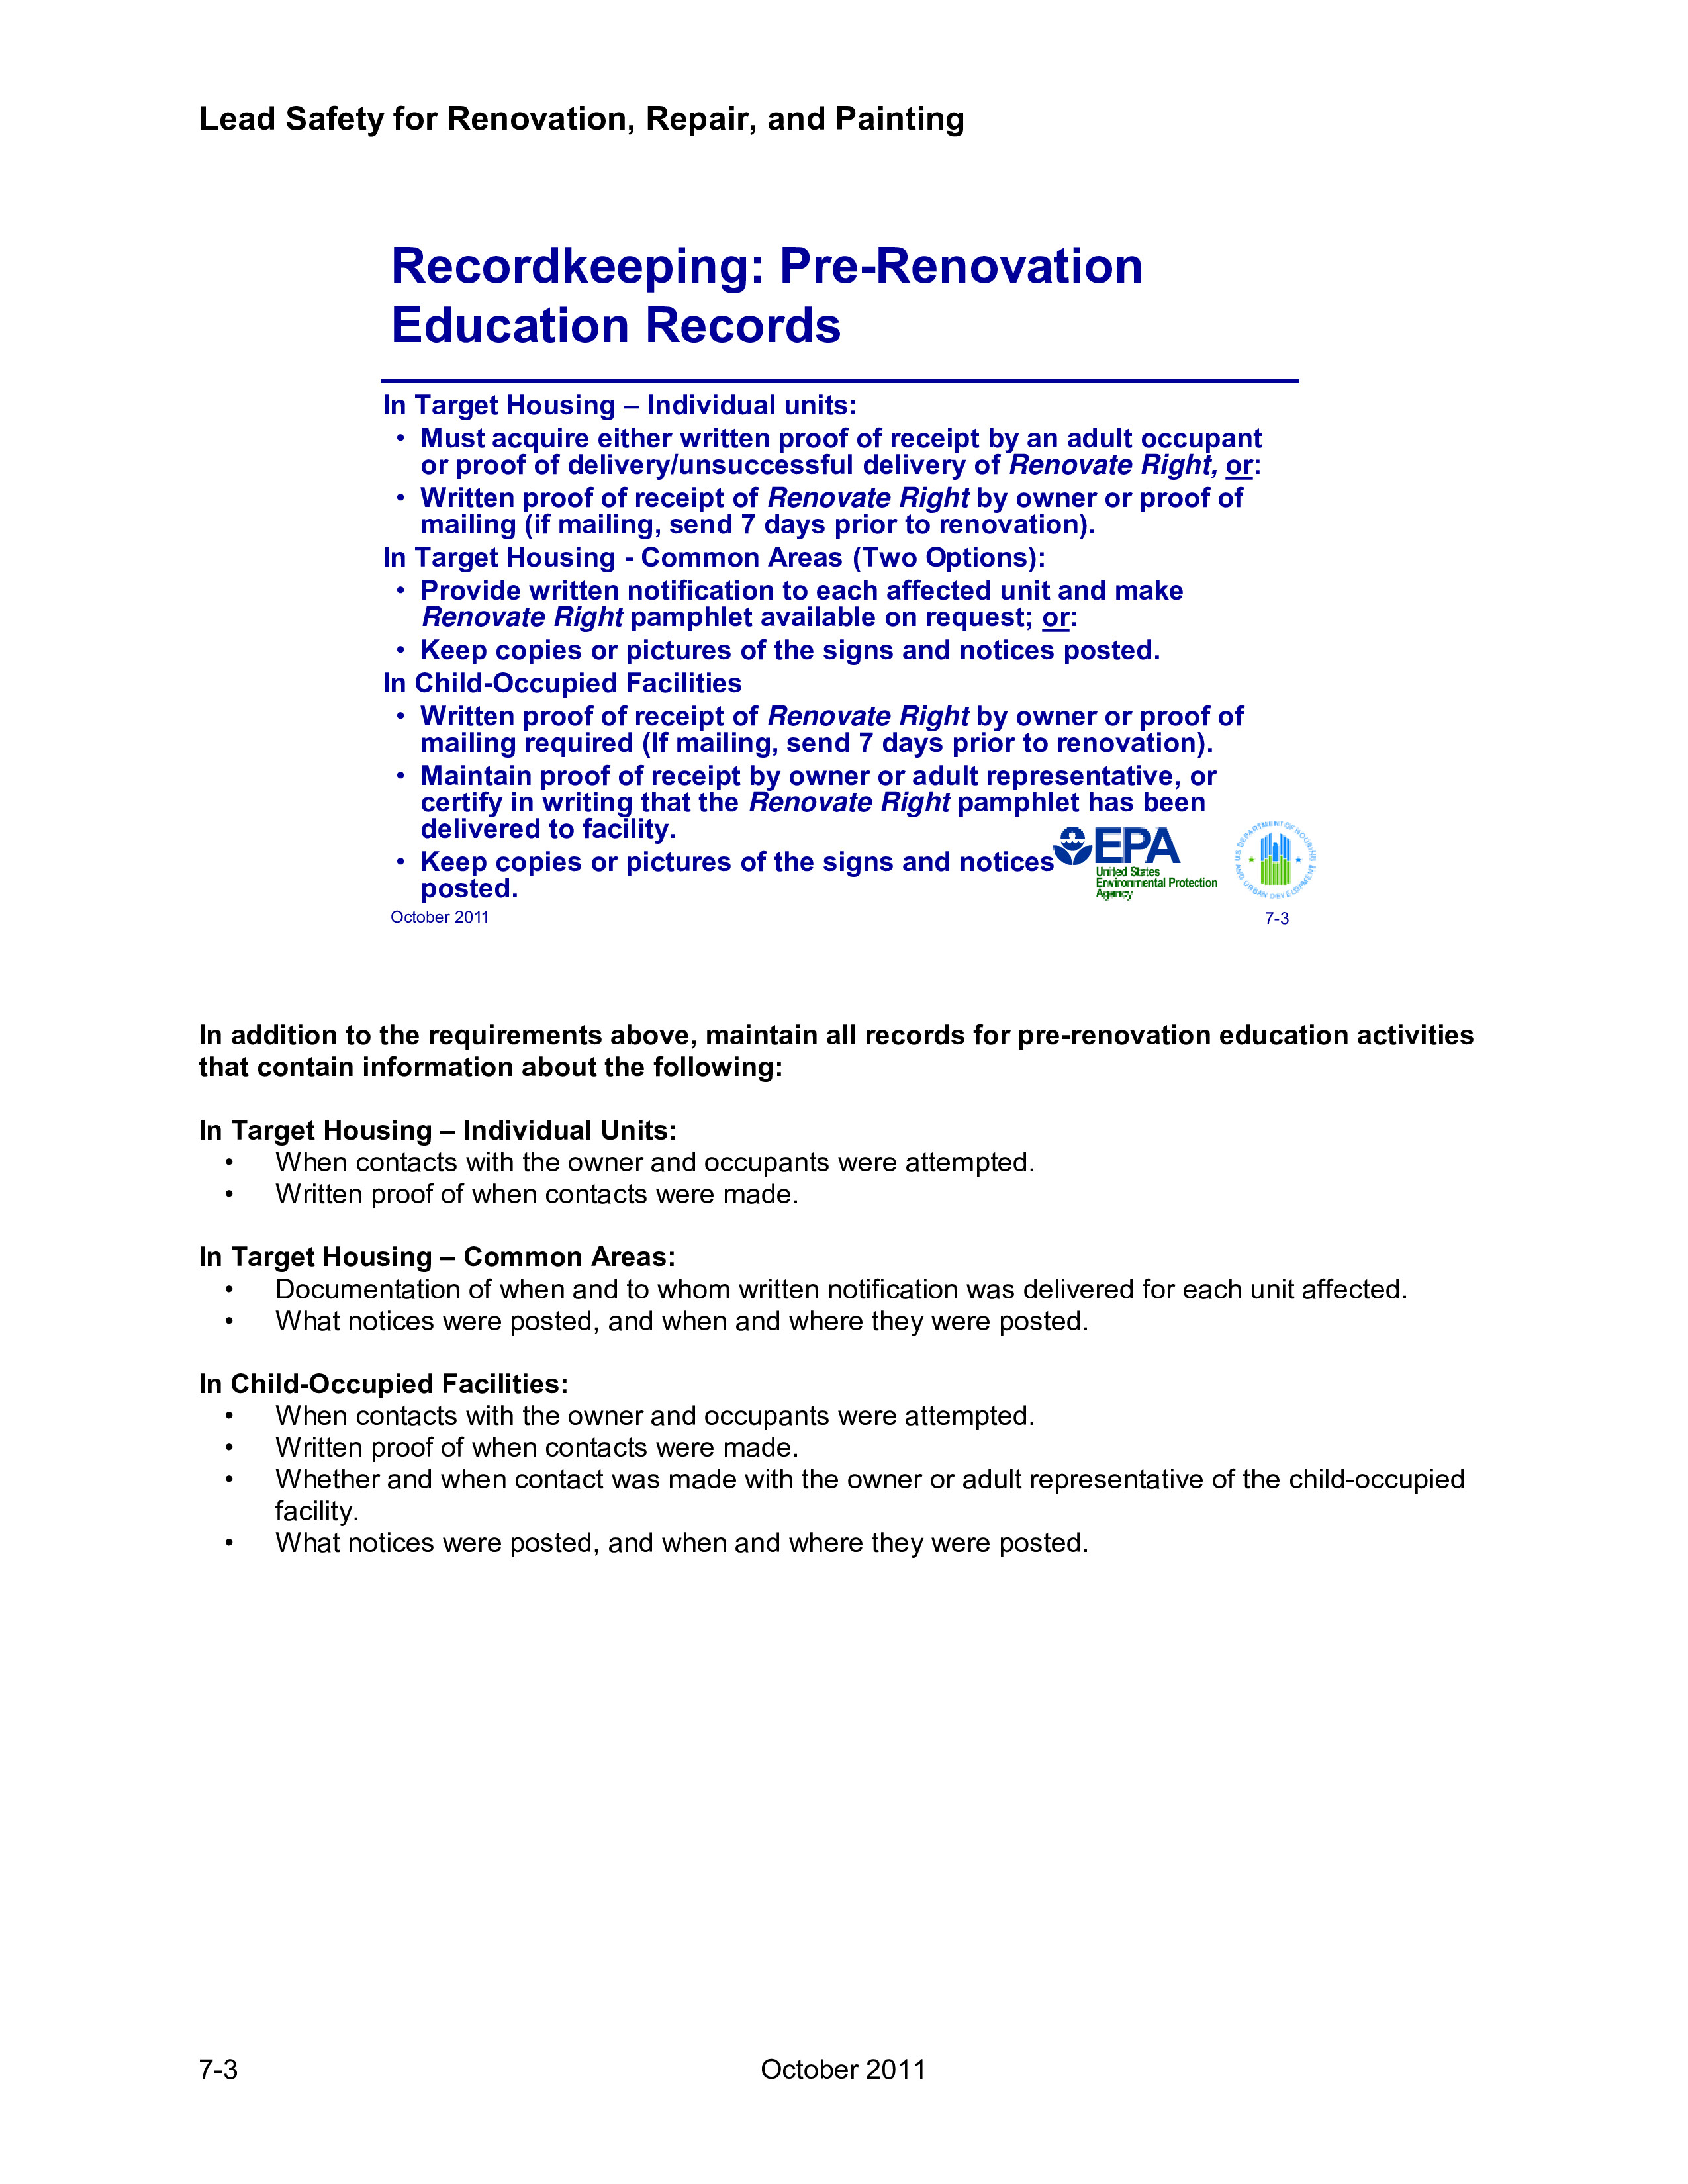 Lead Safety for Renovation, Repair, and Painting
Recordkeeping: Pre-Renovation
Education Records
In Target Housing – Individual units:
• Must acquire either written proof of receipt by an adult occupant
or proof of delivery/unsuccessful delivery of Renovate Right, or:
• Written proof of receipt of Renovate Right by owner or proof of
mailing (if mailing, send 7 days prior to renovation).
In Target Housing - Common Areas (Two Options):
• Provide written notification to each affected unit and make
Renovate Right pamphlet available on request; or:
• Keep copies or pictures of the signs and notices posted.
In Child-Occupied Facilities
• Written proof of receipt of Renovate Right by owner or proof of
mailing required (If mailing, send 7 days prior to renovation).
• Maintain proof of receipt by owner or adult representative, or
certify in writing that the Renovate Right pamphlet has been
delivered to facility.
• Keep copies or pictures of the signs and notices
posted.
EPA
United States
Environmental Protection
Agency
U.S. DEPARTMENT OF HOUSING
AND URBAN DEVELOPMENT
October 2011
7-3
In addition to the requirements above, maintain all records for pre-renovation education activities
that contain information about the following:
In Target Housing – Individual Units:
• When contacts with the owner and occupants were attempted.
• Written proof of when contacts were made.
In Target Housing – Common Areas:
• Documentation of when and to whom written notification was delivered for each unit affected.
• What notices were posted, and when and where they were posted.
In Child-Occupied Facilities:
• When contacts with the owner and occupants were attempted.
• Written proof of when contacts were made.
• Whether and when contact was made with the owner or adult representative of the child-occupied
facility.
• What notices were posted, and when and where they were posted.
7-3
October 2011